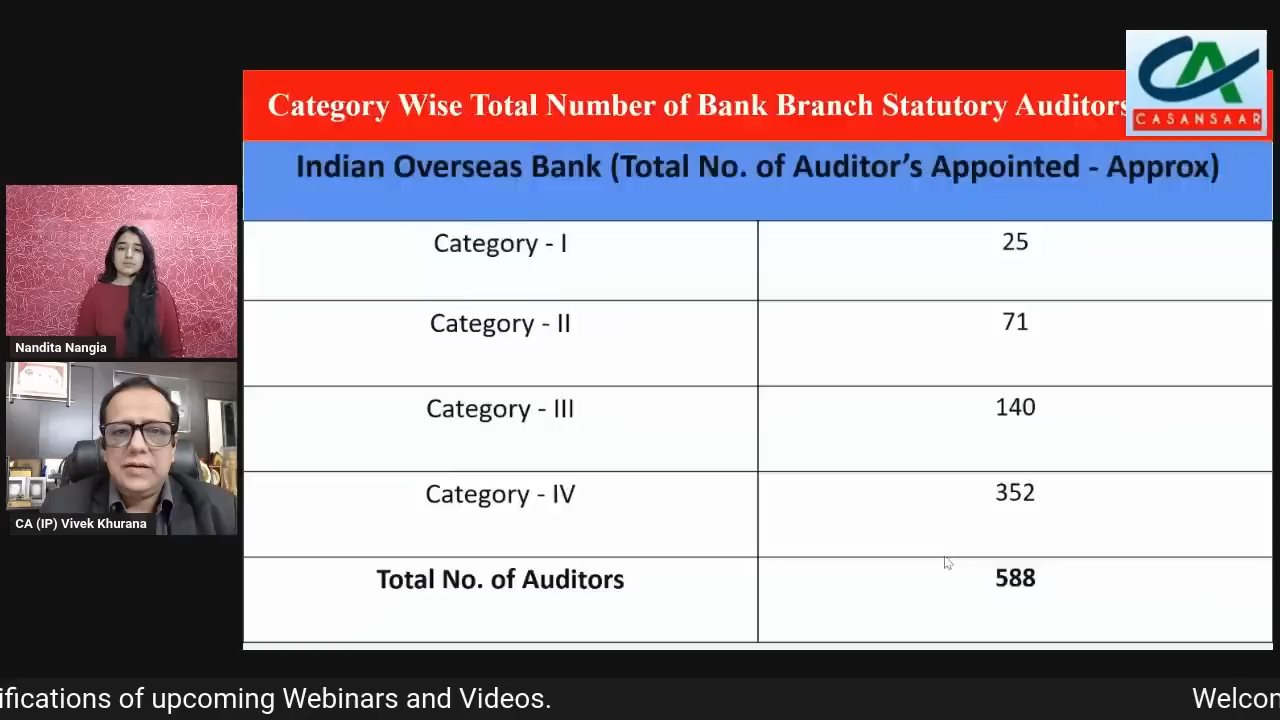 Category Wise Total Number of Bank Branch Statutory Auditors
CASANSAAR
Indian Overseas Bank (Total No. of Auditor’s Appointed - Approx)
Category - I 25
Category - II 71
Category - III 140
Category - IV 352
Total No. of Auditors 588
Nandita Nangia
CA (IP) Vivek Khurana
ifications of upcoming Webinars and Videos.
Welcom